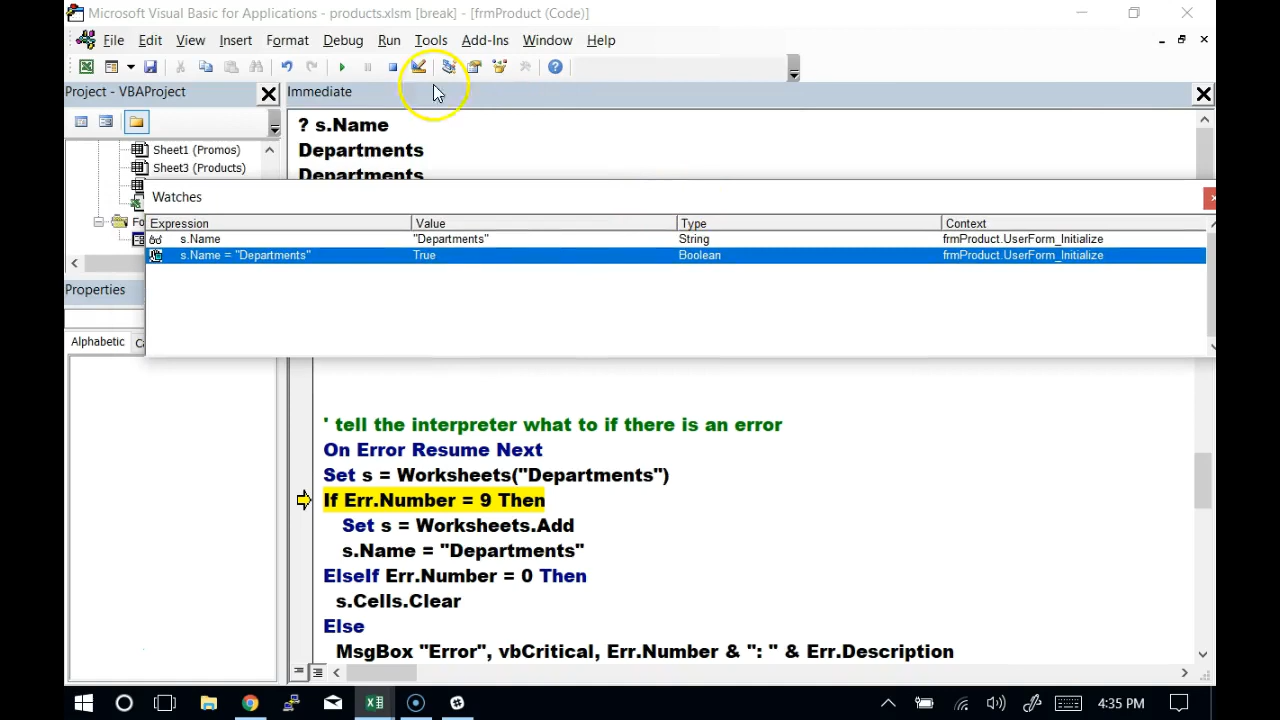 Microsoft Visual Basic for Applications - products.xlsm [break] - [frmProduct (Code)]
File Edit View Insert Format Debug Run Tools Add-Ins Window Help
Project - VBAProject
Immediate
Sheet1 (Promos)
Sheet3 (Products)
Fo
? s.Name
Departments
Departments
Watches
Expression Value Type Context
s.Name "Departments" String frmProduct.UserForm_Initialize
s.Name = "Departments" True Boolean frmProduct.UserForm_Initialize
Properties
Alphabetic Ca
' tell the interpreter what to if there is an error
On Error Resume Next
Set s = Worksheets("Departments")
If Err.Number = 9 Then
Set s = Worksheets.Add
s.Name = "Departments"
ElseIf Err.Number = 0 Then
s.Cells.Clear
Else
MsgBox "Error", vbCritical, Err.Number & ": " & Err.Description
4:35 PM